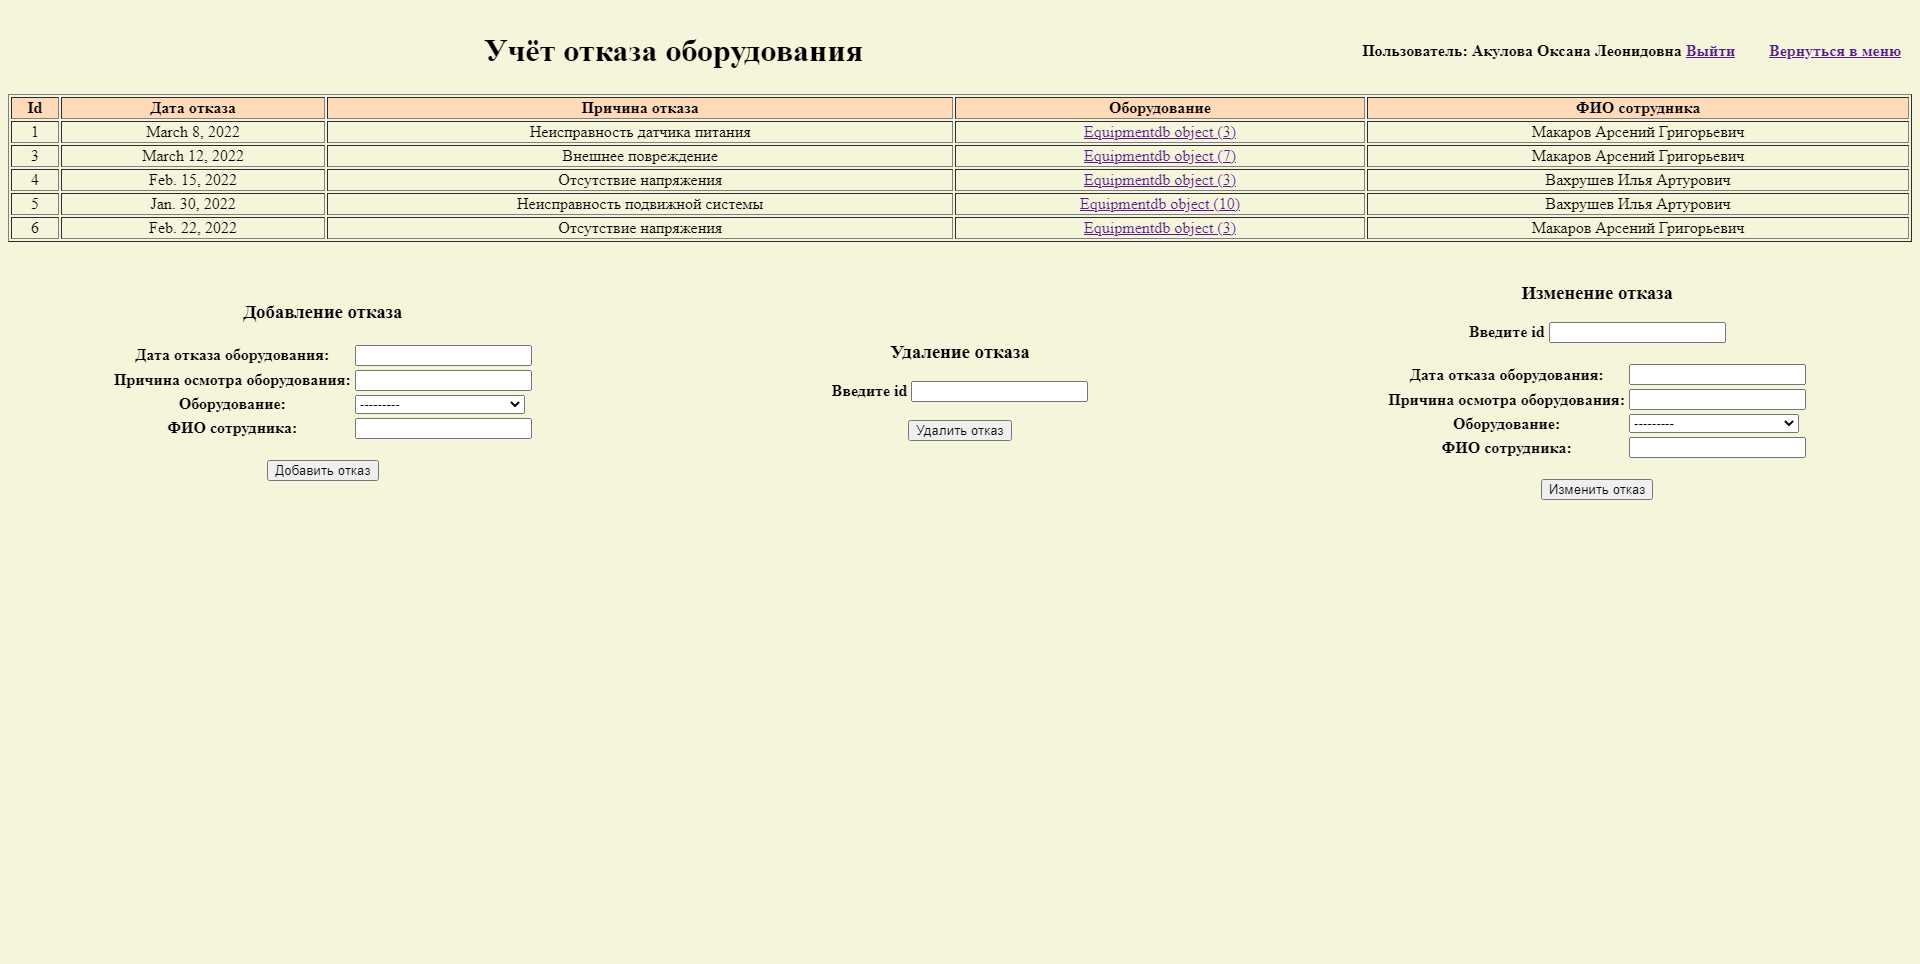 Учёт отказа оборудования
Пользователь: Акулова Оксана Леонидовна Выйти Вернуться в меню
Id Дата отказа Причина отказа Оборудование ФИО сотрудника
1 March 8, 2022 Неисправность датчика питания Equipmentdb object (3) Макаров Арсений Григорьевич
3 March 12, 2022 Внешнее повреждение Equipmentdb object (7) Макаров Арсений Григорьевич
4 Feb. 15, 2022 Отсутствие напряжения Equipmentdb object (3) Вахрушев Илья Артурович
5 Jan. 30, 2022 Неисправность подвижной системы Equipmentdb object (10) Вахрушев Илья Артурович
6 Feb. 22, 2022 Отсутствие напряжения Equipmentdb object (3) Макаров Арсений Григорьевич
Добавление отказа
Дата отказа оборудования:
Причина осмотра оборудования:
Оборудование: ---------
ФИО сотрудника:
Добавить отказ
Удаление отказа
Введите id
Удалить отказ
Изменение отказа
Введите id
Дата отказа оборудования:
Причина осмотра оборудования:
Оборудование: ---------
ФИО сотрудника:
Изменить отказ